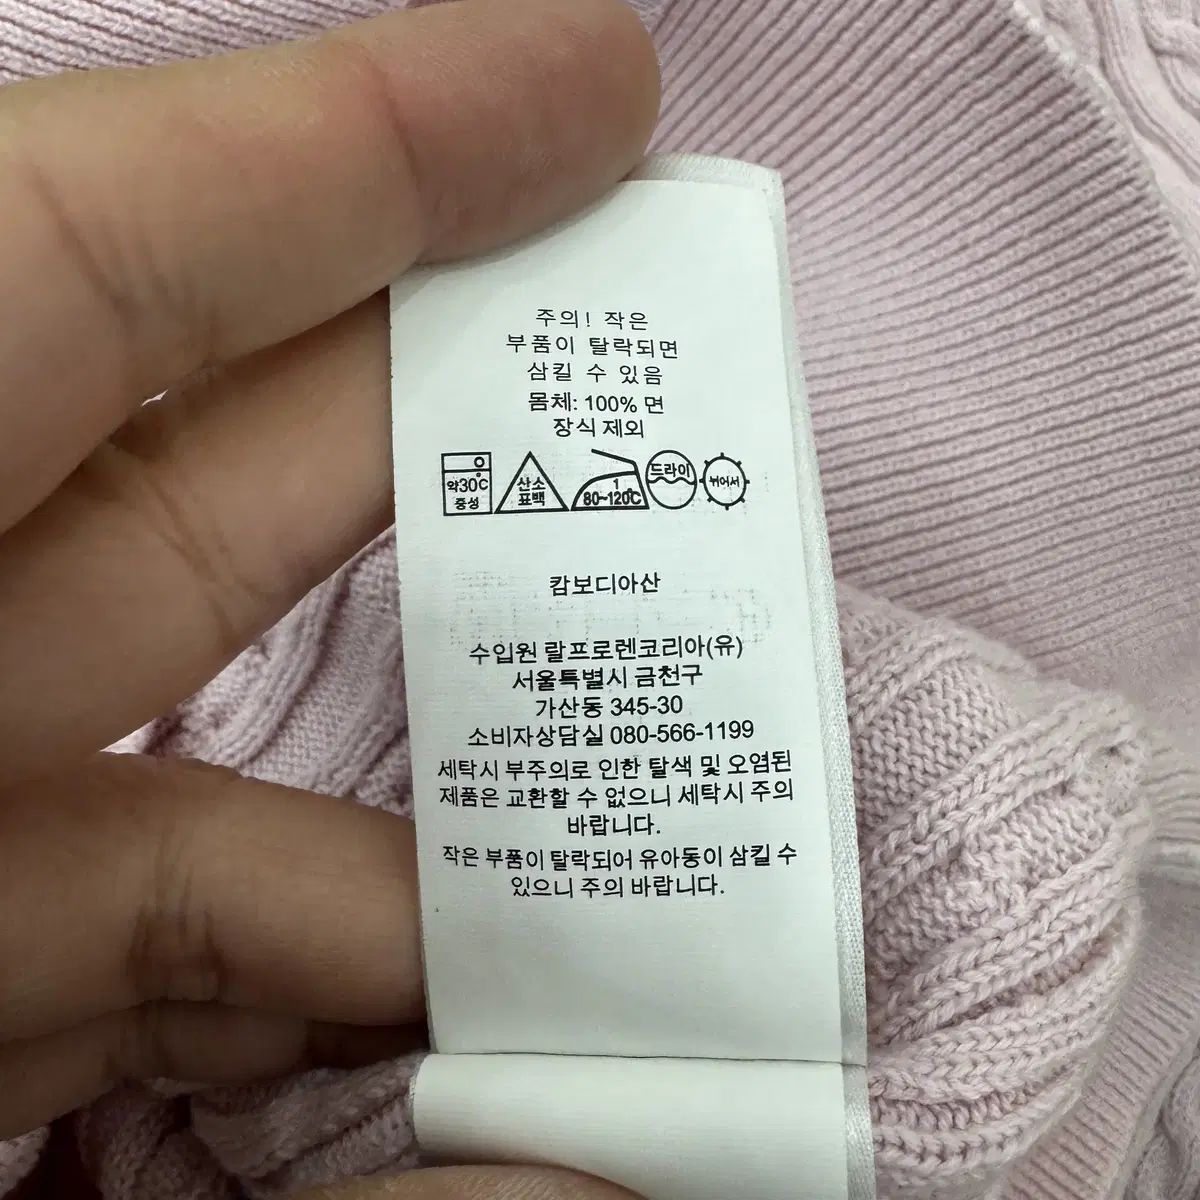 주의! 작은
부품이 탈락되면
삼킬 수 있음
몸체: 100% 면
장식 제외
약30℃
중성
산소
표백
1
80~120℃
드라이
뉘어서
캄보디아산
수입원 랄프로렌코리아(유)
서울특별시 금천구
가산동 345-30
소비자상담실 080-566-1199
세탁시 부주의로 인한 탈색 및 오염된
제품은 교환할 수 없으니 세탁시 주의
바랍니다.
작은 부품이 탈락되어 유아동이 삼킬 수
있으니 주의 바랍니다.